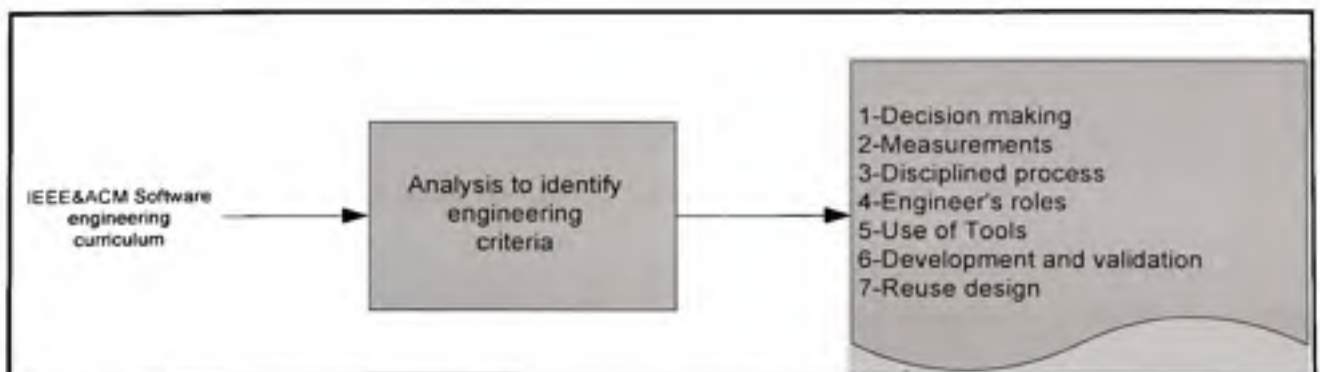 IEEE&ACM Software
engineering
curriculum
Analysis to identify
engineering
criteria
1-Decision making
2-Measurements
3-Disciplined process
4-Engineer's roles
5-Use of Tools
6-Development and validation
7-Reuse design